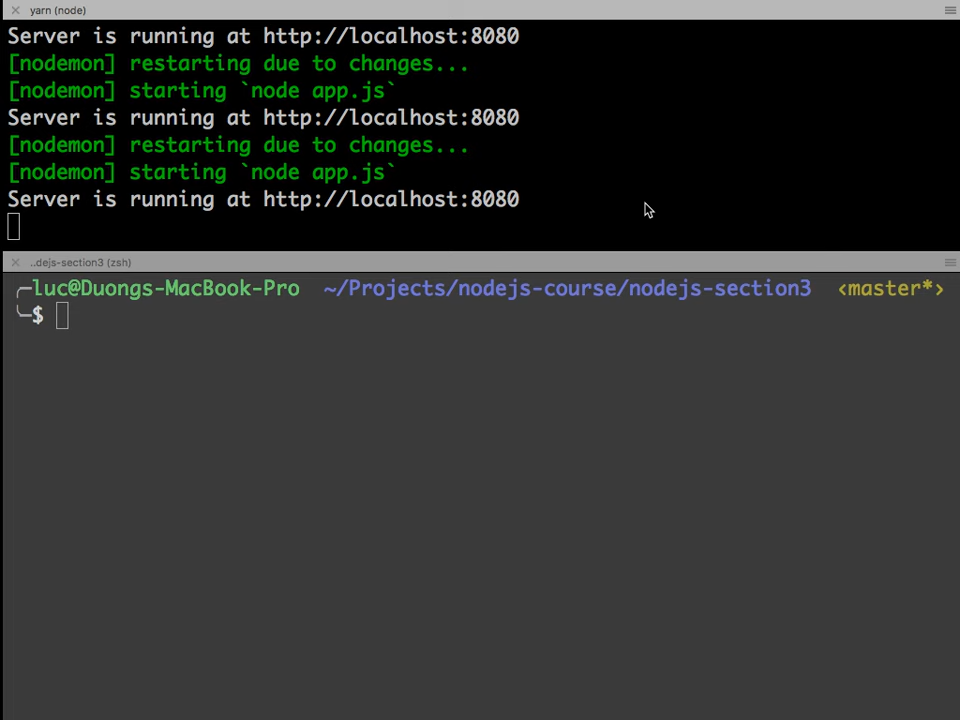 yarn (node)
Server is running at http://localhost:8080
[nodemon] restarting due to changes...
[nodemon] starting `node app.js`
Server is running at http://localhost:8080
[nodemon] restarting due to changes...
[nodemon] starting `node app.js`
Server is running at http://localhost:8080
..dejs-section3 (zsh)
╭─luc@Duongs-MacBook-Pro ~/Projects/nodejs-course/nodejs-section3 ‹master*›
╰─$